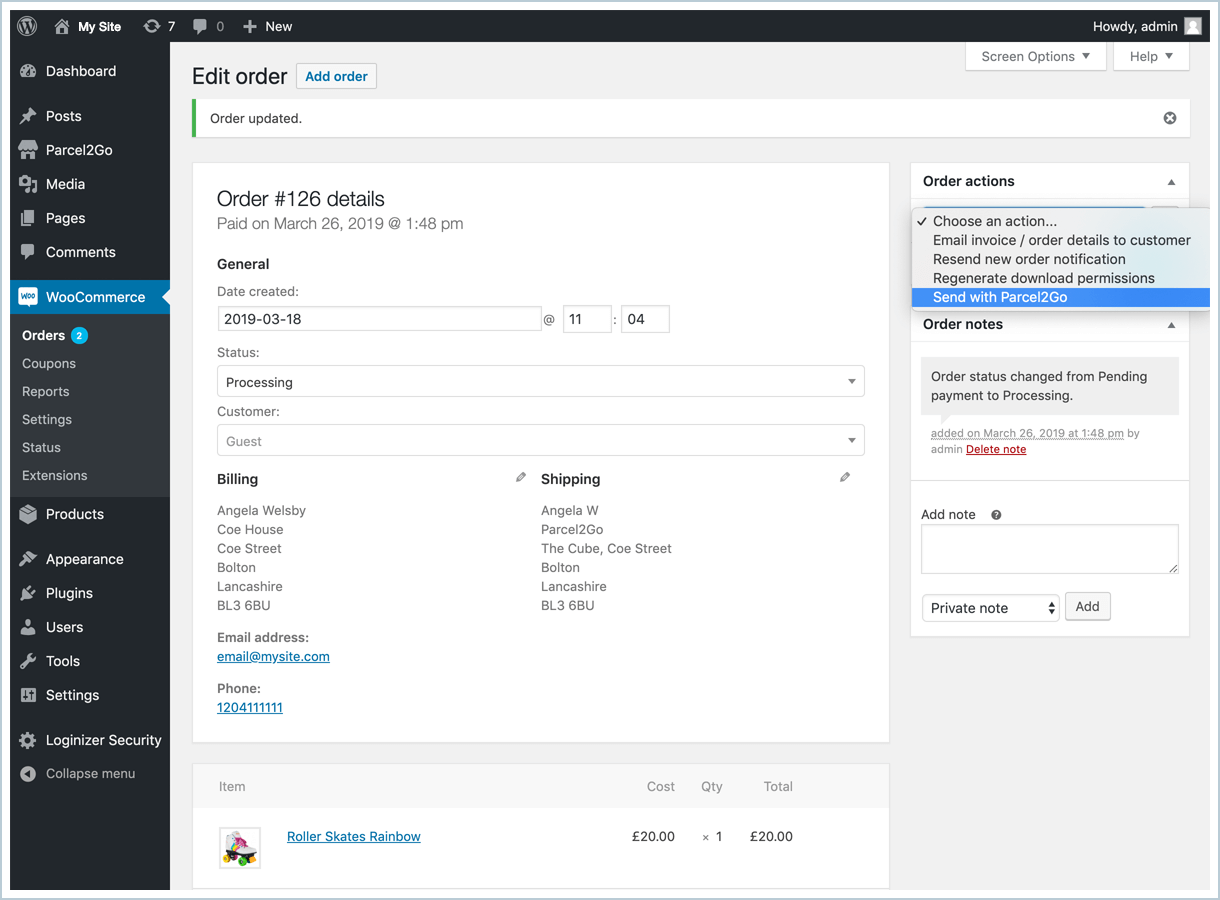 My Site
7
0
New
Howdy, admin
Dashboard
Posts
Parcel2Go
Media
Pages
Comments
WOO
WooCommerce
Orders 2
Coupons
Reports
Settings
Status
Extensions
Products
Appearance
Plugins
Users
Tools
Settings
Loginizer Security
Collapse menu
Screen Options
Help
Edit order
Add order
Order updated.
Order #126 details
Paid on March 26, 2019 @ 1:48 pm
General
Date created:
2019-03-18 @ 11 : 04
Status:
Processing
Customer:
Guest
Billing
Angela Welsby
Coe House
Coe Street
Bolton
Lancashire
BL3 6BU
Email address:
email@mysite.com
Phone:
1204111111
Shipping
Angela W
Parcel2Go
The Cube, Coe Street
Bolton
Lancashire
BL3 6BU
Item Cost Qty Total
Roller Skates Rainbow £20.00 × 1 £20.00
Order actions
✓ Choose an action...
Email invoice / order details to customer
Resend new order notification
Regenerate download permissions
Send with Parcel2Go
Order notes
Order status changed from Pending
payment to Processing.
added on March 26, 2019 at 1:48 pm by
admin Delete note
Add note ?
Private note
Add